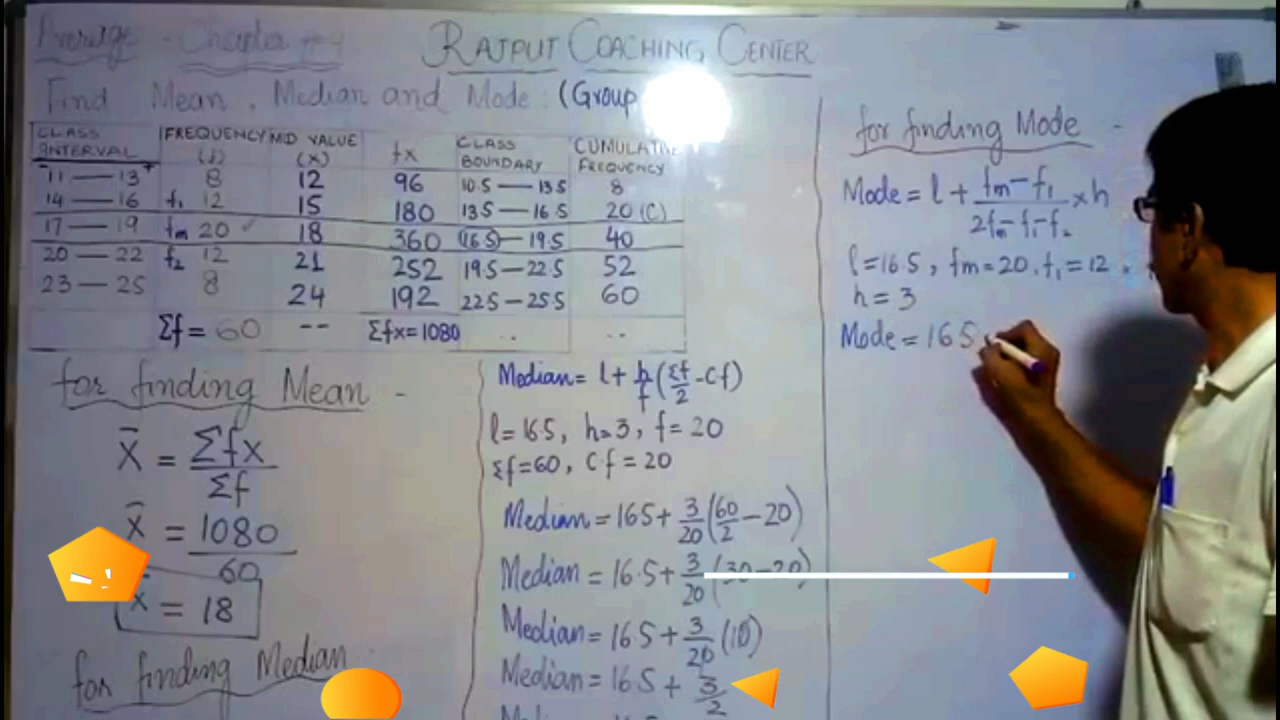 Average - Chapter # 4
RAJPUT COACHING CENTER
Find Mean, Median and Mode : (Group
CLASS INTERVAL FREQUENCY (f) MID VALUE (x) fx CLASS BOUNDARY CUMULATIVE FREQUENCY
11 — 13 8 12 96 10.5 — 13.5 8
14 — 16 f₁ 12 15 180 13.5 — 16.5 20 (C)
17 — 19 fm 20 ✓ 18 360 16.5 — 19.5 40
20 — 22 f₂ 12 21 252 19.5 — 22.5 52
23 — 25 8 24 192 22.5 — 25.5 60
Σf = 60 -- Σfx = 1080 .. ..
for finding Mean -
X̄ = Σfx / Σf
X̄ = 1080 / 60
X̄ = 18
for finding Median
Median = l + h/f (Σf/2 - Cf)
l = 16.5, h = 3, f = 20
Σf = 60, C.f = 20
Median = 16.5 + 3/20 (60/2 - 20)
Median = 16.5 + 3/20 (30 - 20)
Median = 16.5 + 3/20 (10)
Median = 16.5 + 3/2
for finding Mode -
Mode = l + (fm - f₁) / (2fm - f₁ - f₂) × h
l = 16.5, fm = 20, f₁ = 12,
h = 3
Mode = 16.5